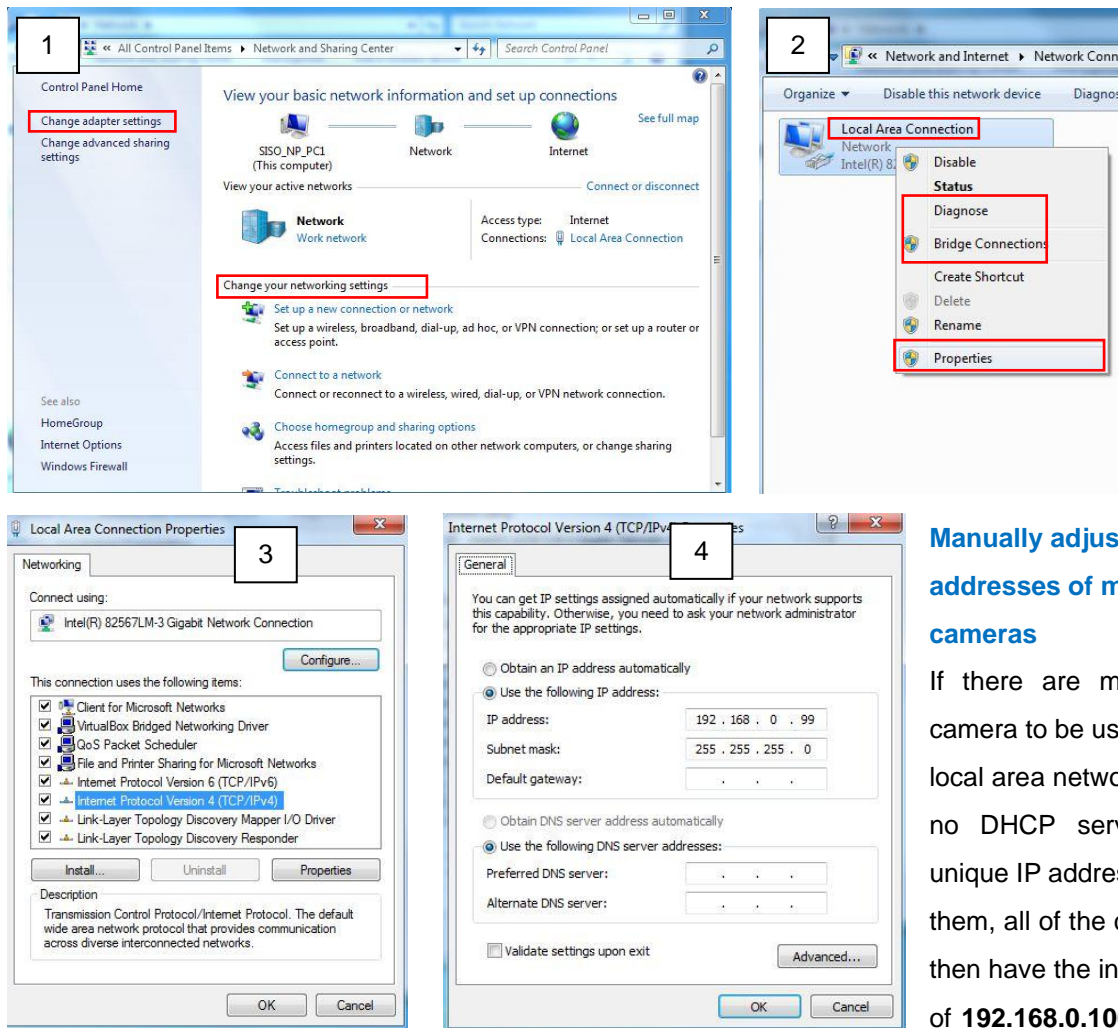 1
« All Control Panel Items ▸ Network and Sharing Center
Search Control Panel
Control Panel Home
Change adapter settings
Change advanced sharing
settings
See also
HomeGroup
Internet Options
Windows Firewall
View your basic network information and set up connections
See full map
SISO_NP_PC1
(This computer)
Network
Internet
View your active networks
Connect or disconnect
Network
Work network
Access type: Internet
Connections: Local Area Connection
Change your networking settings
Set up a new connection or network
Set up a wireless, broadband, dial-up, ad hoc, or VPN connection; or set up a router or
access point.
Connect to a network
Connect or reconnect to a wireless, wired, dial-up, or VPN network connection.
Choose homegroup and sharing options
Access files and printers located on other network computers, or change sharing
settings.
2
« Network and Internet ▸ Network Conn
Organize
Disable this network device
Diagnos
Local Area Connection
Network
Intel(R) 8
Disable
Status
Diagnose
Bridge Connections
Create Shortcut
Delete
Rename
Properties
3
Local Area Connection Properties
Networking
Connect using:
Intel(R) 82567LM-3 Gigabit Network Connection
Configure...
This connection uses the following items:
Client for Microsoft Networks
VirtualBox Bridged Networking Driver
QoS Packet Scheduler
File and Printer Sharing for Microsoft Networks
Internet Protocol Version 6 (TCP/IPv6)
Internet Protocol Version 4 (TCP/IPv4)
Link-Layer Topology Discovery Mapper I/O Driver
Link-Layer Topology Discovery Responder
Install... Uninstall Properties
Description
Transmission Control Protocol/Internet Protocol. The default
wide area network protocol that provides communication
across diverse interconnected networks.
OK Cancel
4
Internet Protocol Version 4 (TCP/IPv
General
You can get IP settings assigned automatically if your network supports
this capability. Otherwise, you need to ask your network administrator
for the appropriate IP settings.
Obtain an IP address automatically
Use the following IP address:
IP address: 192 . 168 . 0 . 99
Subnet mask: 255 . 255 . 255 . 0
Default gateway: . . .
Obtain DNS server address automatically
Use the following DNS server addresses:
Preferred DNS server: . . .
Alternate DNS server: . . .
Validate settings upon exit
Advanced...
OK Cancel
Manually adjus
addresses of m
cameras
If there are m
camera to be us
local area netwo
no DHCP serv
unique IP addres
them, all of the c
then have the in
of 192.168.0.10